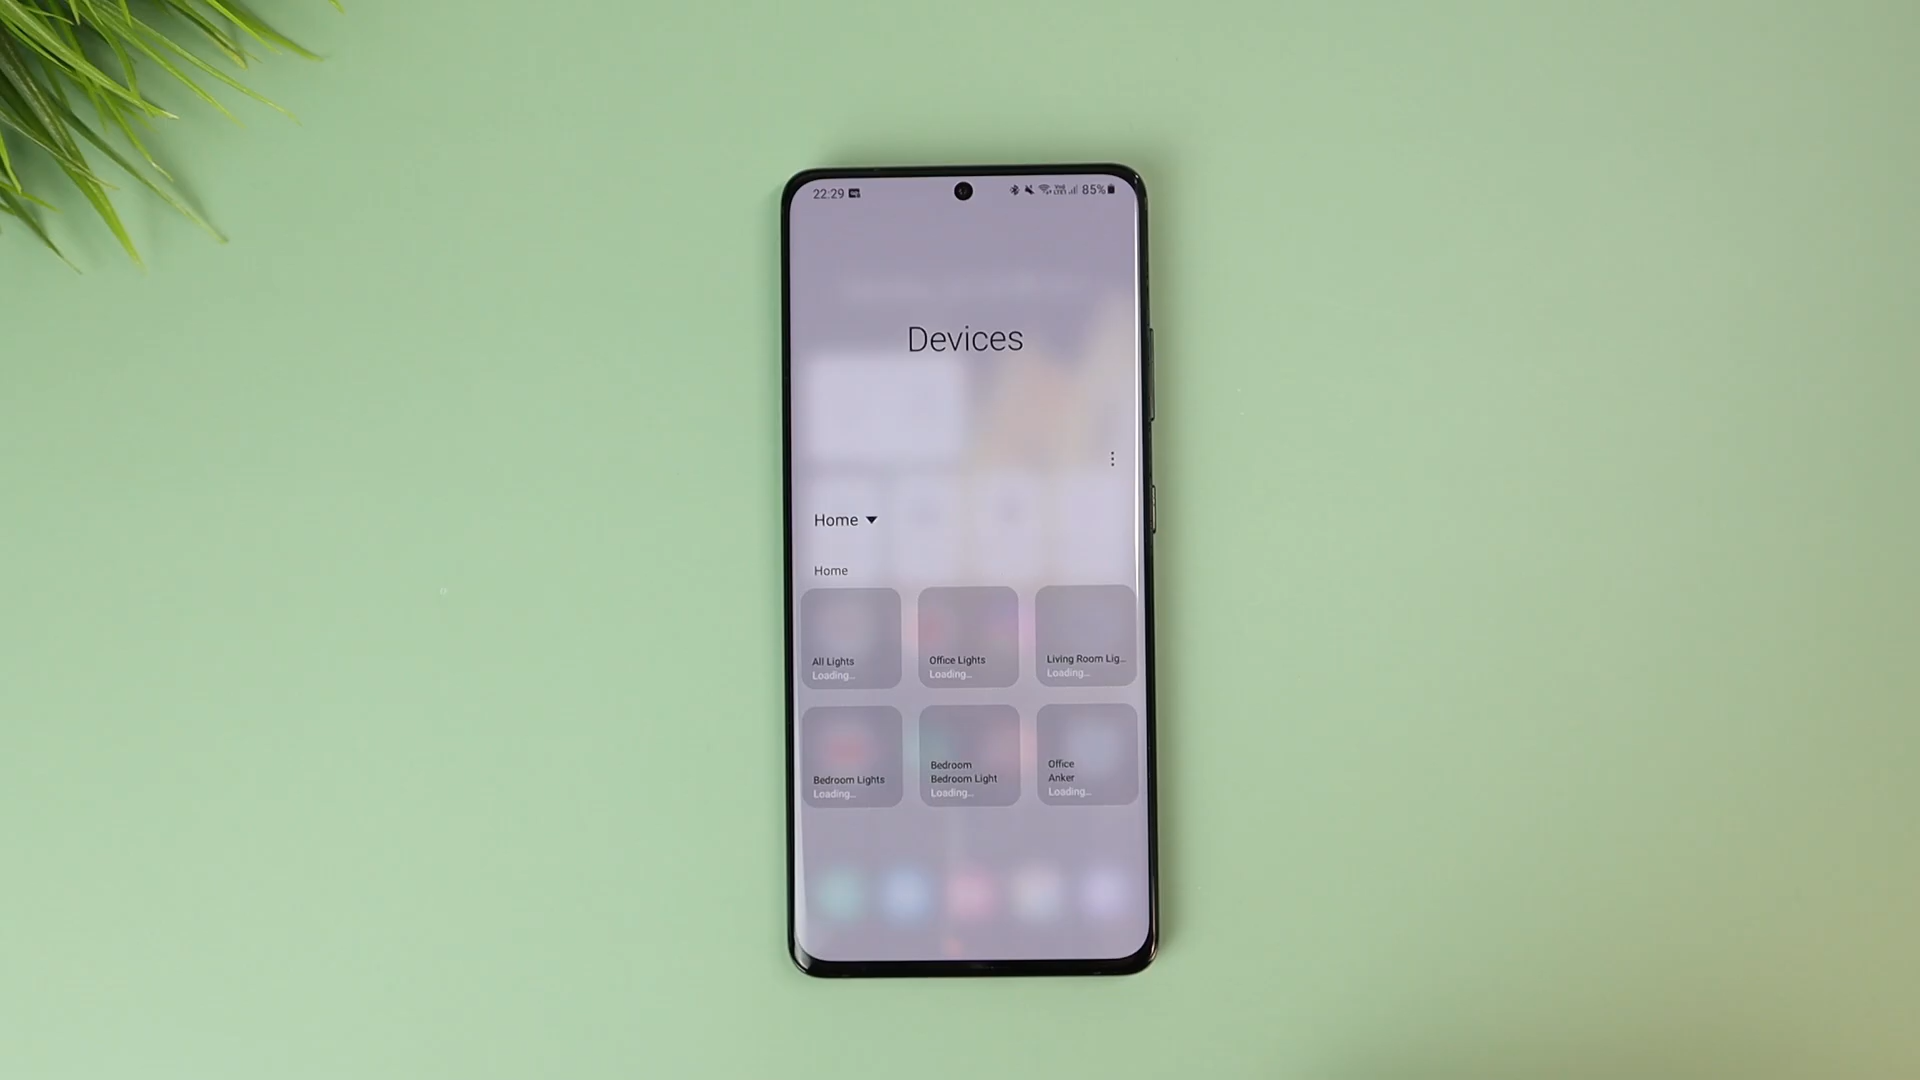 22:29
85%
Devices
Home
Home
All Lights
Loading...
Office Lights
Loading...
Living Room Lig...
Loading...
Bedroom Lights
Loading...
Bedroom
Bedroom Light
Loading...
Office
Anker
Loading...